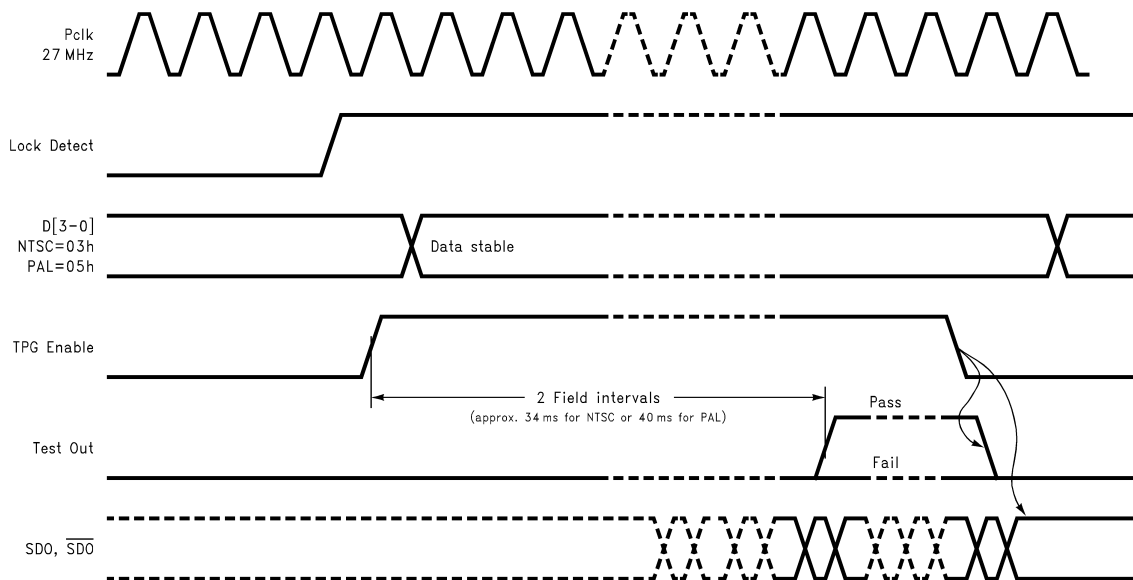 Pclk
27 MHz
Lock Detect
D[3-0]
NTSC=03h
PAL=05h
Data stable
TPG Enable
2 Field intervals
(approx. 34 ms for NTSC or 40 ms for PAL)
Pass
Test Out
Fail
SDO, S̅D̅O̅